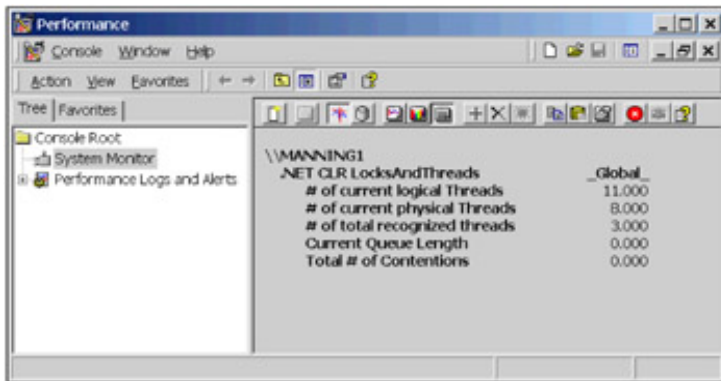 Performance
Console Window Help
Action View Favorites
Tree Favorites
Console Root
System Monitor
Performance Logs and Alerts
\\MANNING1
.NET CLR LocksAndThreads _Global_
# of current logical Threads 11.000
# of current physical Threads 8.000
# of total recognized threads 3.000
Current Queue Length 0.000
Total # of Contentions 0.000